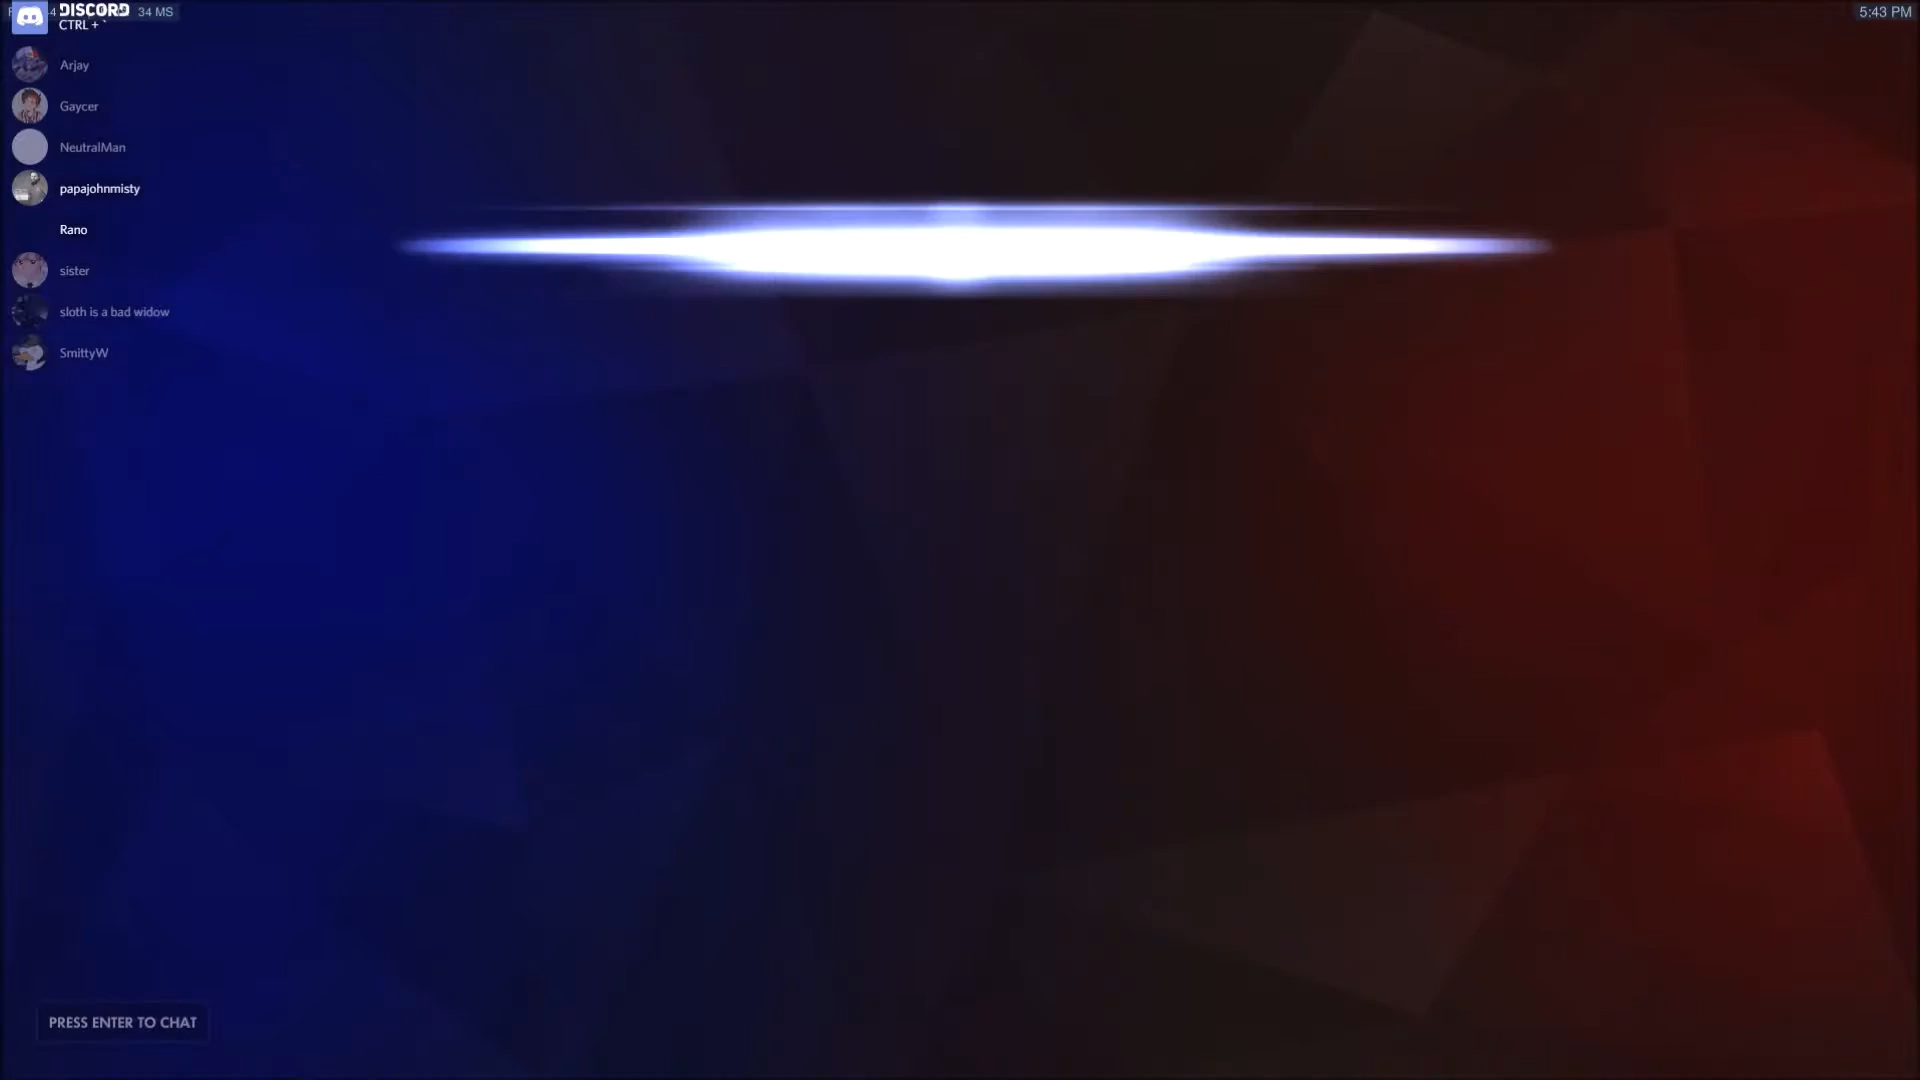 DISCORD 34 MS
5:43 PM
CTRL + `
Arjay
Gaycer
NeutralMan
papajohnmisty
Rano
sister
sloth is a bad widow
SmittyW
PRESS ENTER TO CHAT